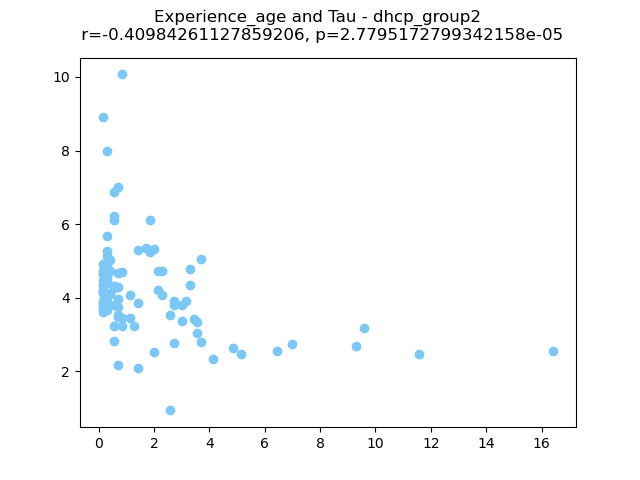 Experience_age and Tau - dhcp_group2
r=-0.40984261127859206, p=2.7795172799342158e-05
10
8
6
4
2
0 2 4 6 8 10 12 14 16